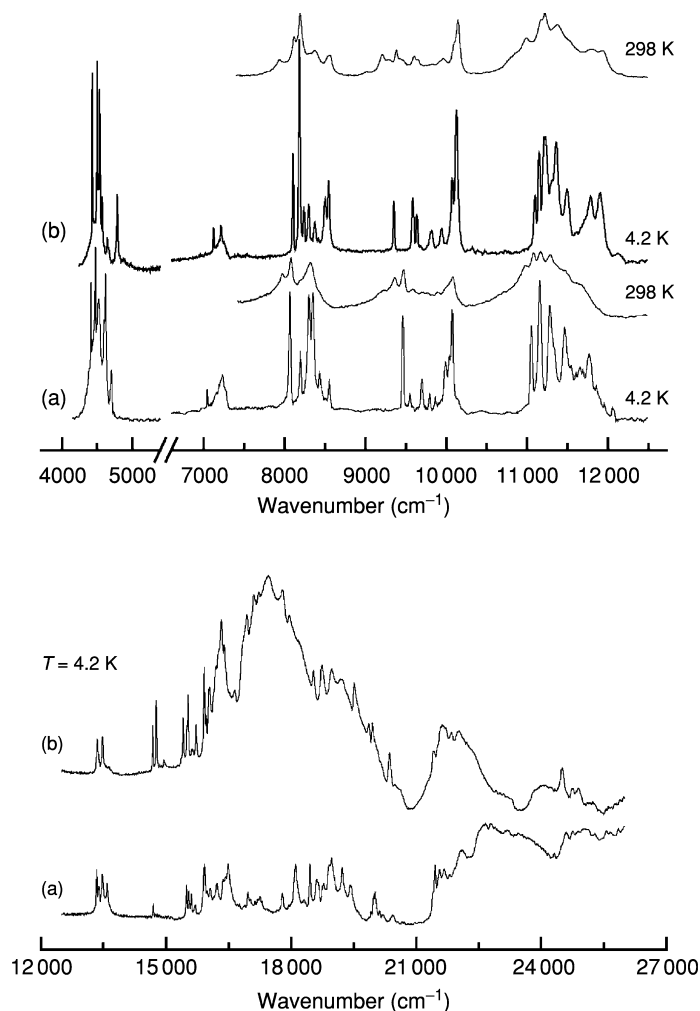 298 K
(b)
4.2 K
298 K
(a)
4.2 K
4000 5000 7000 8000 9000 10 000 11 000 12 000
Wavenumber (cm⁻¹)
T = 4.2 K
(b)
(a)
12 000 15 000 18 000 21 000 24 000 27 000
Wavenumber (cm⁻¹)